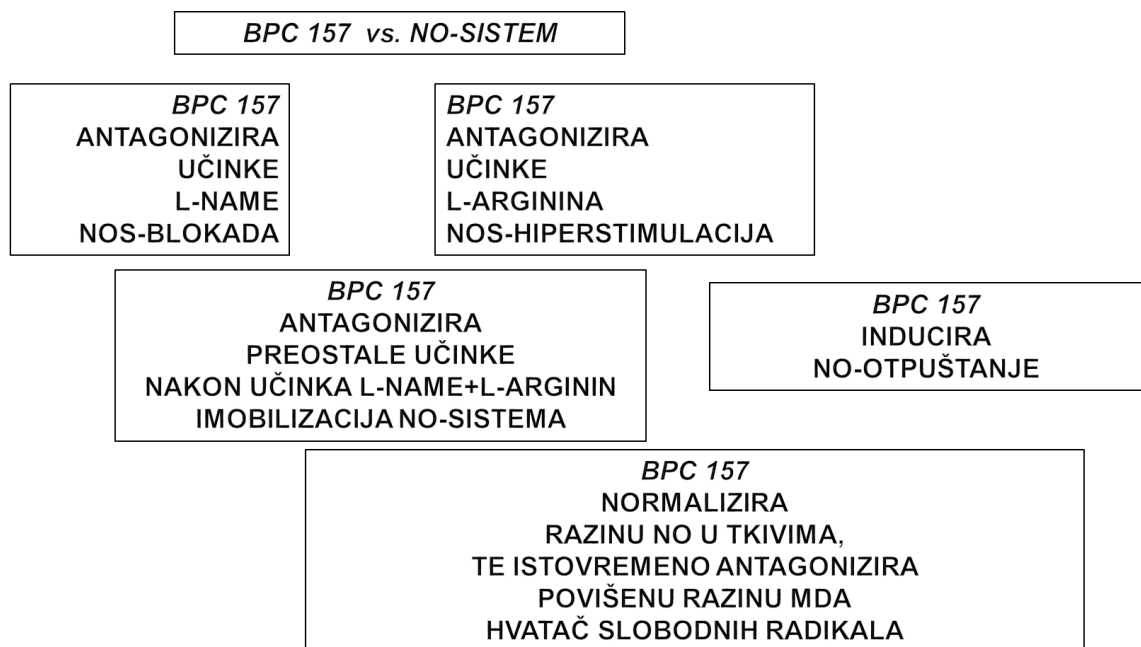 BPC 157 vs. NO-SISTEM
BPC 157
ANTAGONIZIRA
UČINKE
L-NAME
NOS-BLOKADA
BPC 157
ANTAGONIZIRA
UČINKE
L-ARGININA
NOS-HIPERSTIMULACIJA
BPC 157
ANTAGONIZIRA
PREOSTALE UČINKE
NAKON UČINKA L-NAME+L-ARGININ
IMOBILIZACIJA NO-SISTEMA
BPC 157
INDUCIRA
NO-OTPUŠTANJE
BPC 157
NORMALIZIRA
RAZINU NO U TKIVIMA,
TE ISTOVREMENO ANTAGONIZIRA
POVIŠENU RAZINU MDA
HVATAČ SLOBODNIH RADIKALA